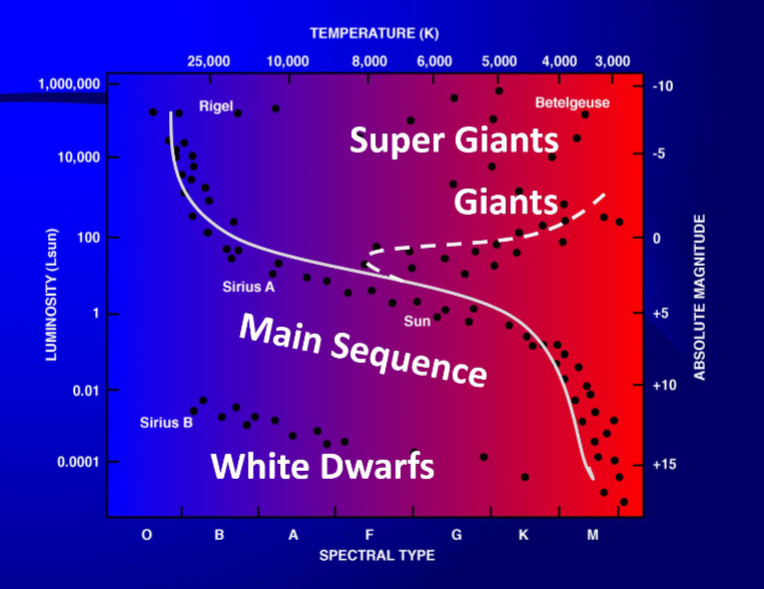 TEMPERATURE (K)
25,000 10,000 8,000 6,000 5,000 4,000 3,000
1,000,000
-10
Rigel
Betelgeuse
Super Giants
10,000
-5
Giants
100
0
Sirius A
1
+5
Sun
Main Sequence
0.01
+10
Sirius B
0.0001
+15
White Dwarfs
LUMINOSITY (Lsun)
ABSOLUTE MAGNITUDE
O B A F G K M
SPECTRAL TYPE